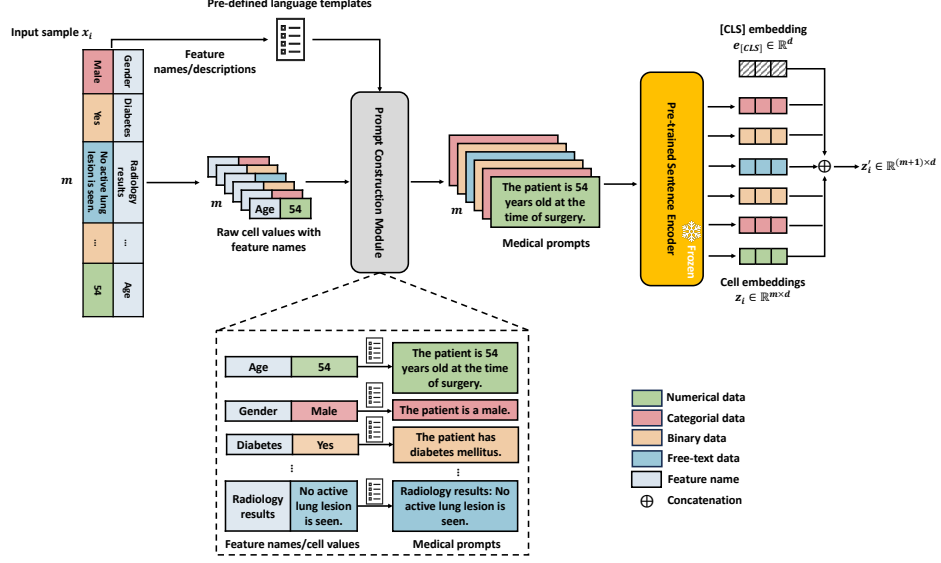 Pre-defined language templates
Input sample x_i
Feature
names/descriptions
Male
Gender
Yes
Diabetes
No active lung
lesion is seen.
Radiology
results
...
...
54
Age
m
m
Age
54
Raw cell values with
feature names
Prompt Construction Module
m
The patient is 54
years old at the
time of surgery.
Medical prompts
Pre-trained Sentence Encoder
Frozen
[CLS] embedding
e_[CLS] ∈ ℝ^d
z′_i ∈ ℝ^(m+1)×d
Cell embeddings
z_i ∈ ℝ^m×d
Age
54
The patient is 54
years old at the time
of surgery.
Gender
Male
The patient is a male.
Diabetes
Yes
The patient has
diabetes mellitus.
...
...
Radiology
results
No active
lung lesion
is seen.
Radiology results: No
active lung lesion is
seen.
Feature names/cell values
Medical prompts
Numerical data
Categorial data
Binary data
Free-text data
Feature name
⊕ Concatenation